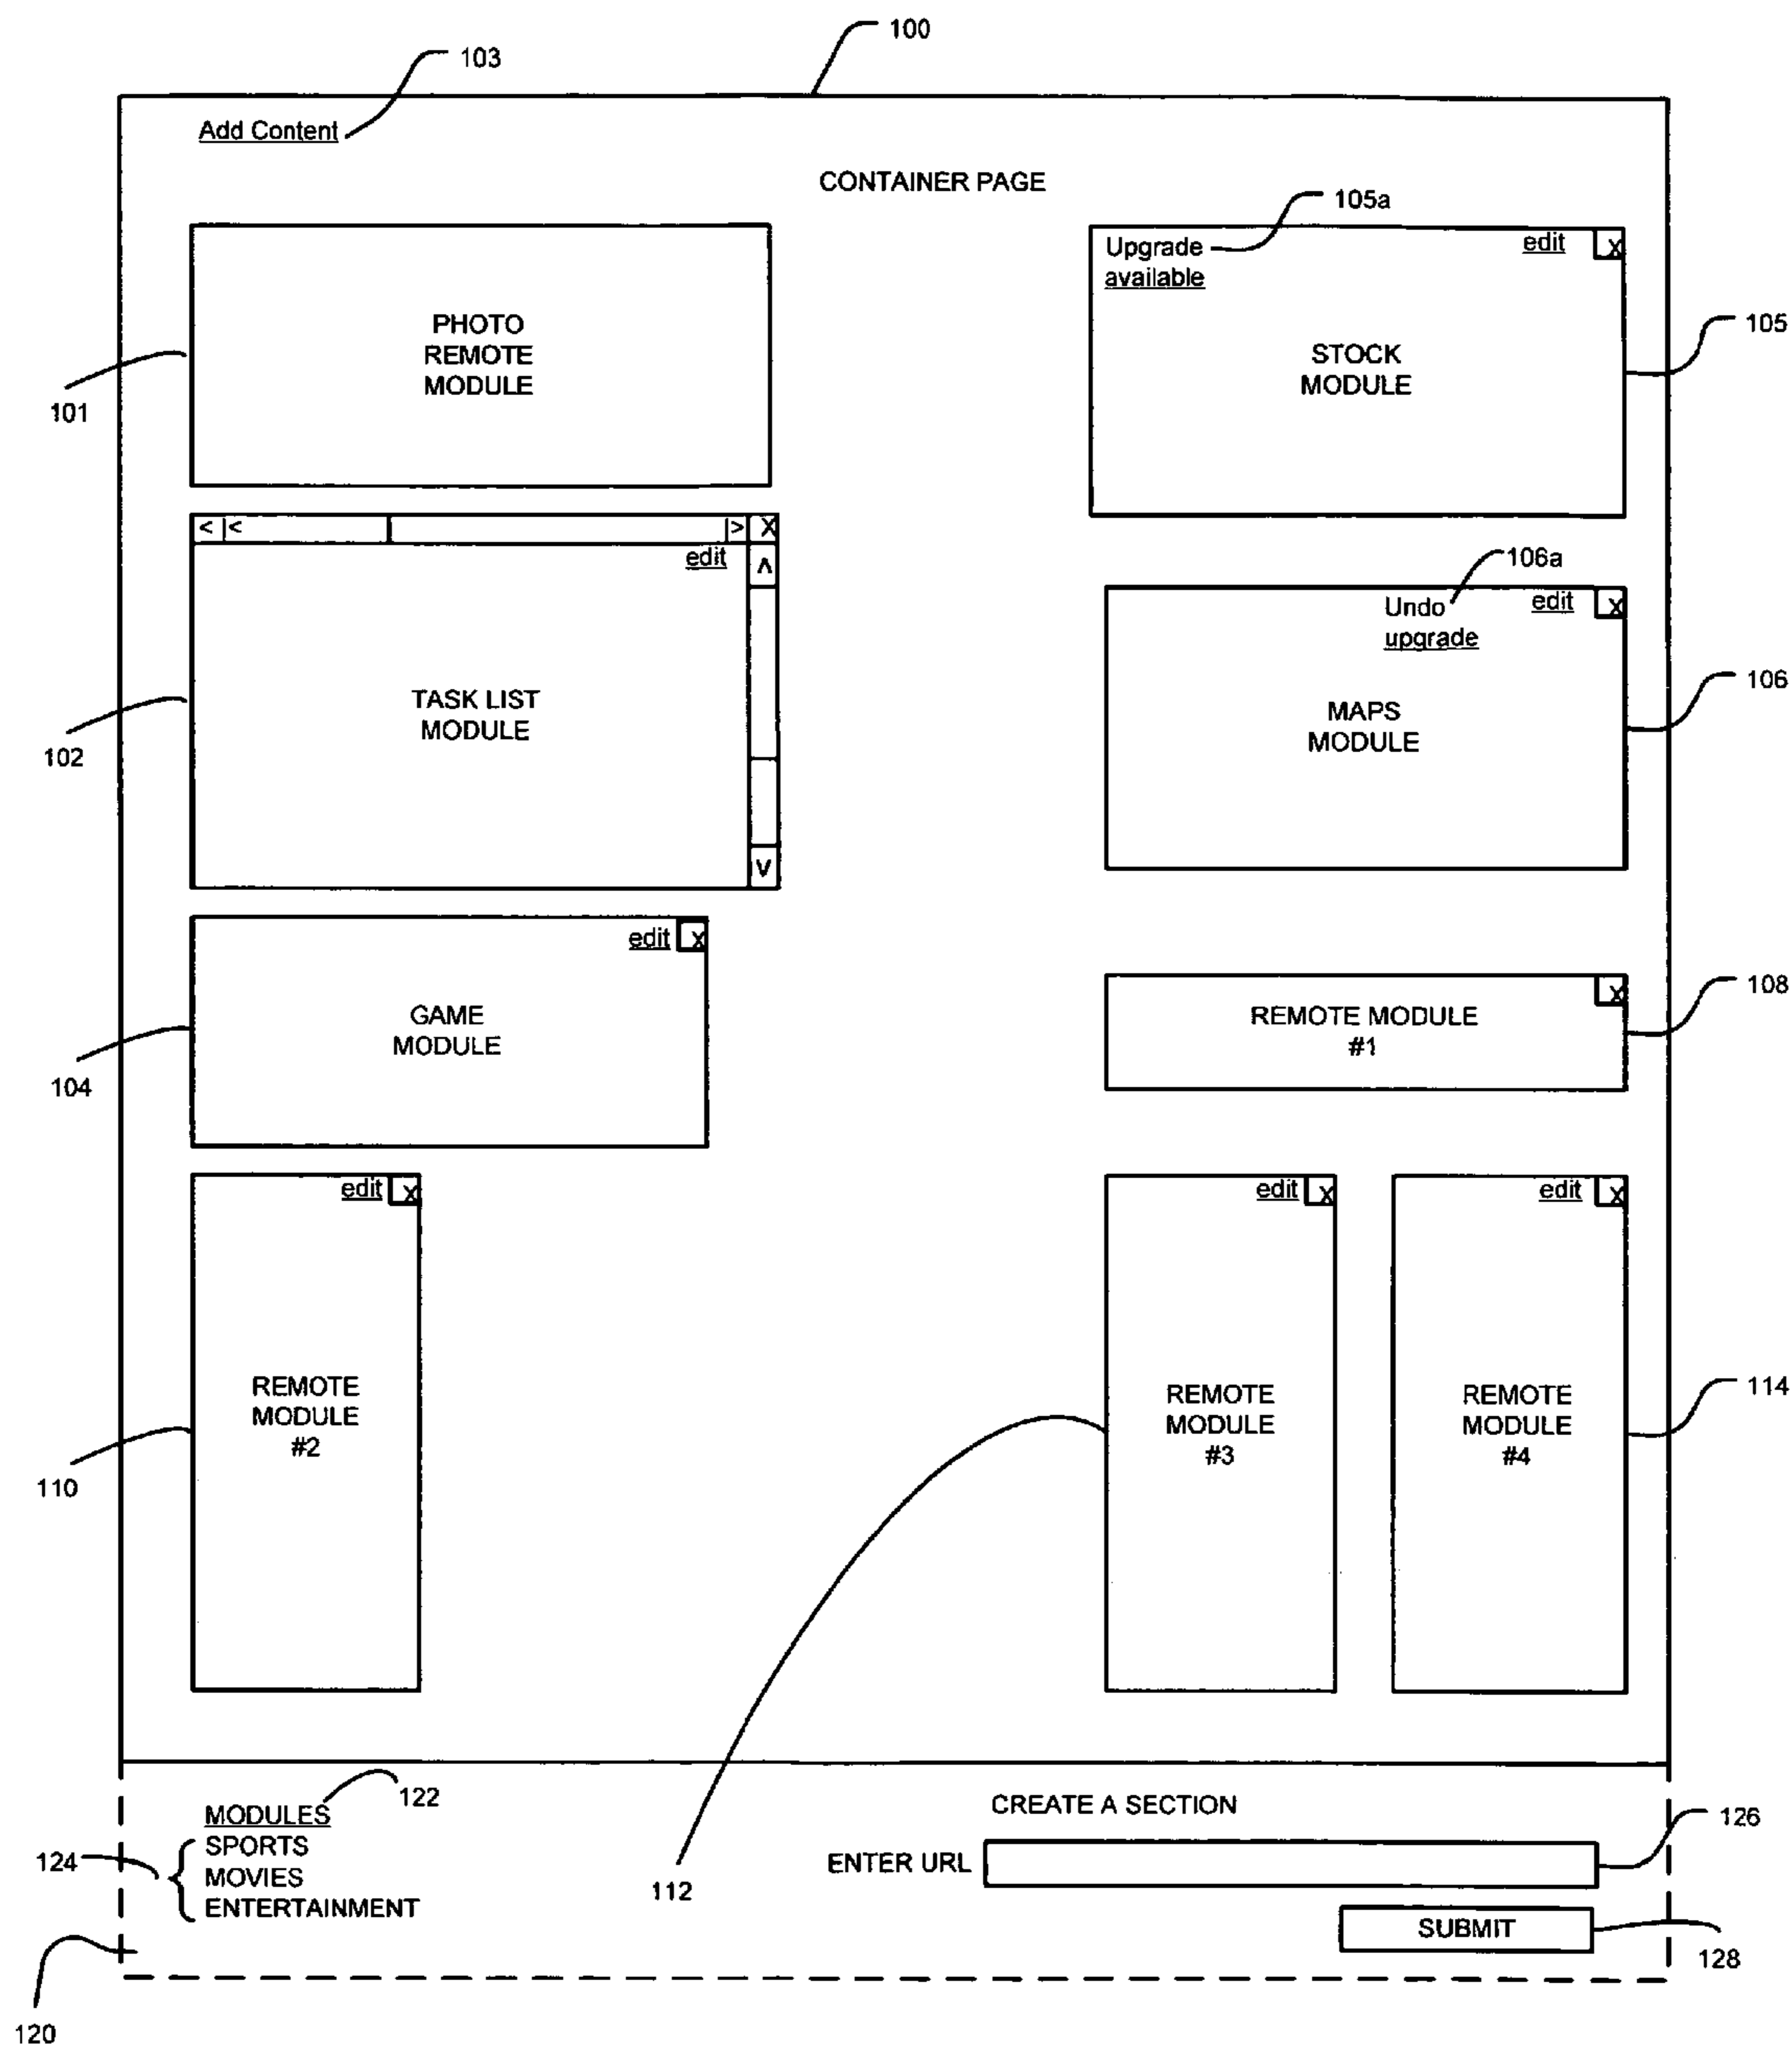 100
103
Add Content
CONTAINER PAGE
105a
Upgrade
available
edit X
PHOTO
REMOTE
MODULE
101
STOCK
MODULE
105
< |< |> X
edit ʌ
TASK LIST
MODULE
V
102
106a
Undo
upgrade
edit X
MAPS
MODULE
106
edit X
GAME
MODULE
104
X
REMOTE MODULE
#1
108
edit X
REMOTE
MODULE
#2
110
edit X
REMOTE
MODULE
#3
112
edit X
REMOTE
MODULE
#4
114
MODULES
122
SPORTS
MOVIES
ENTERTAINMENT
124
120
CREATE A SECTION
ENTER URL
126
SUBMIT
128